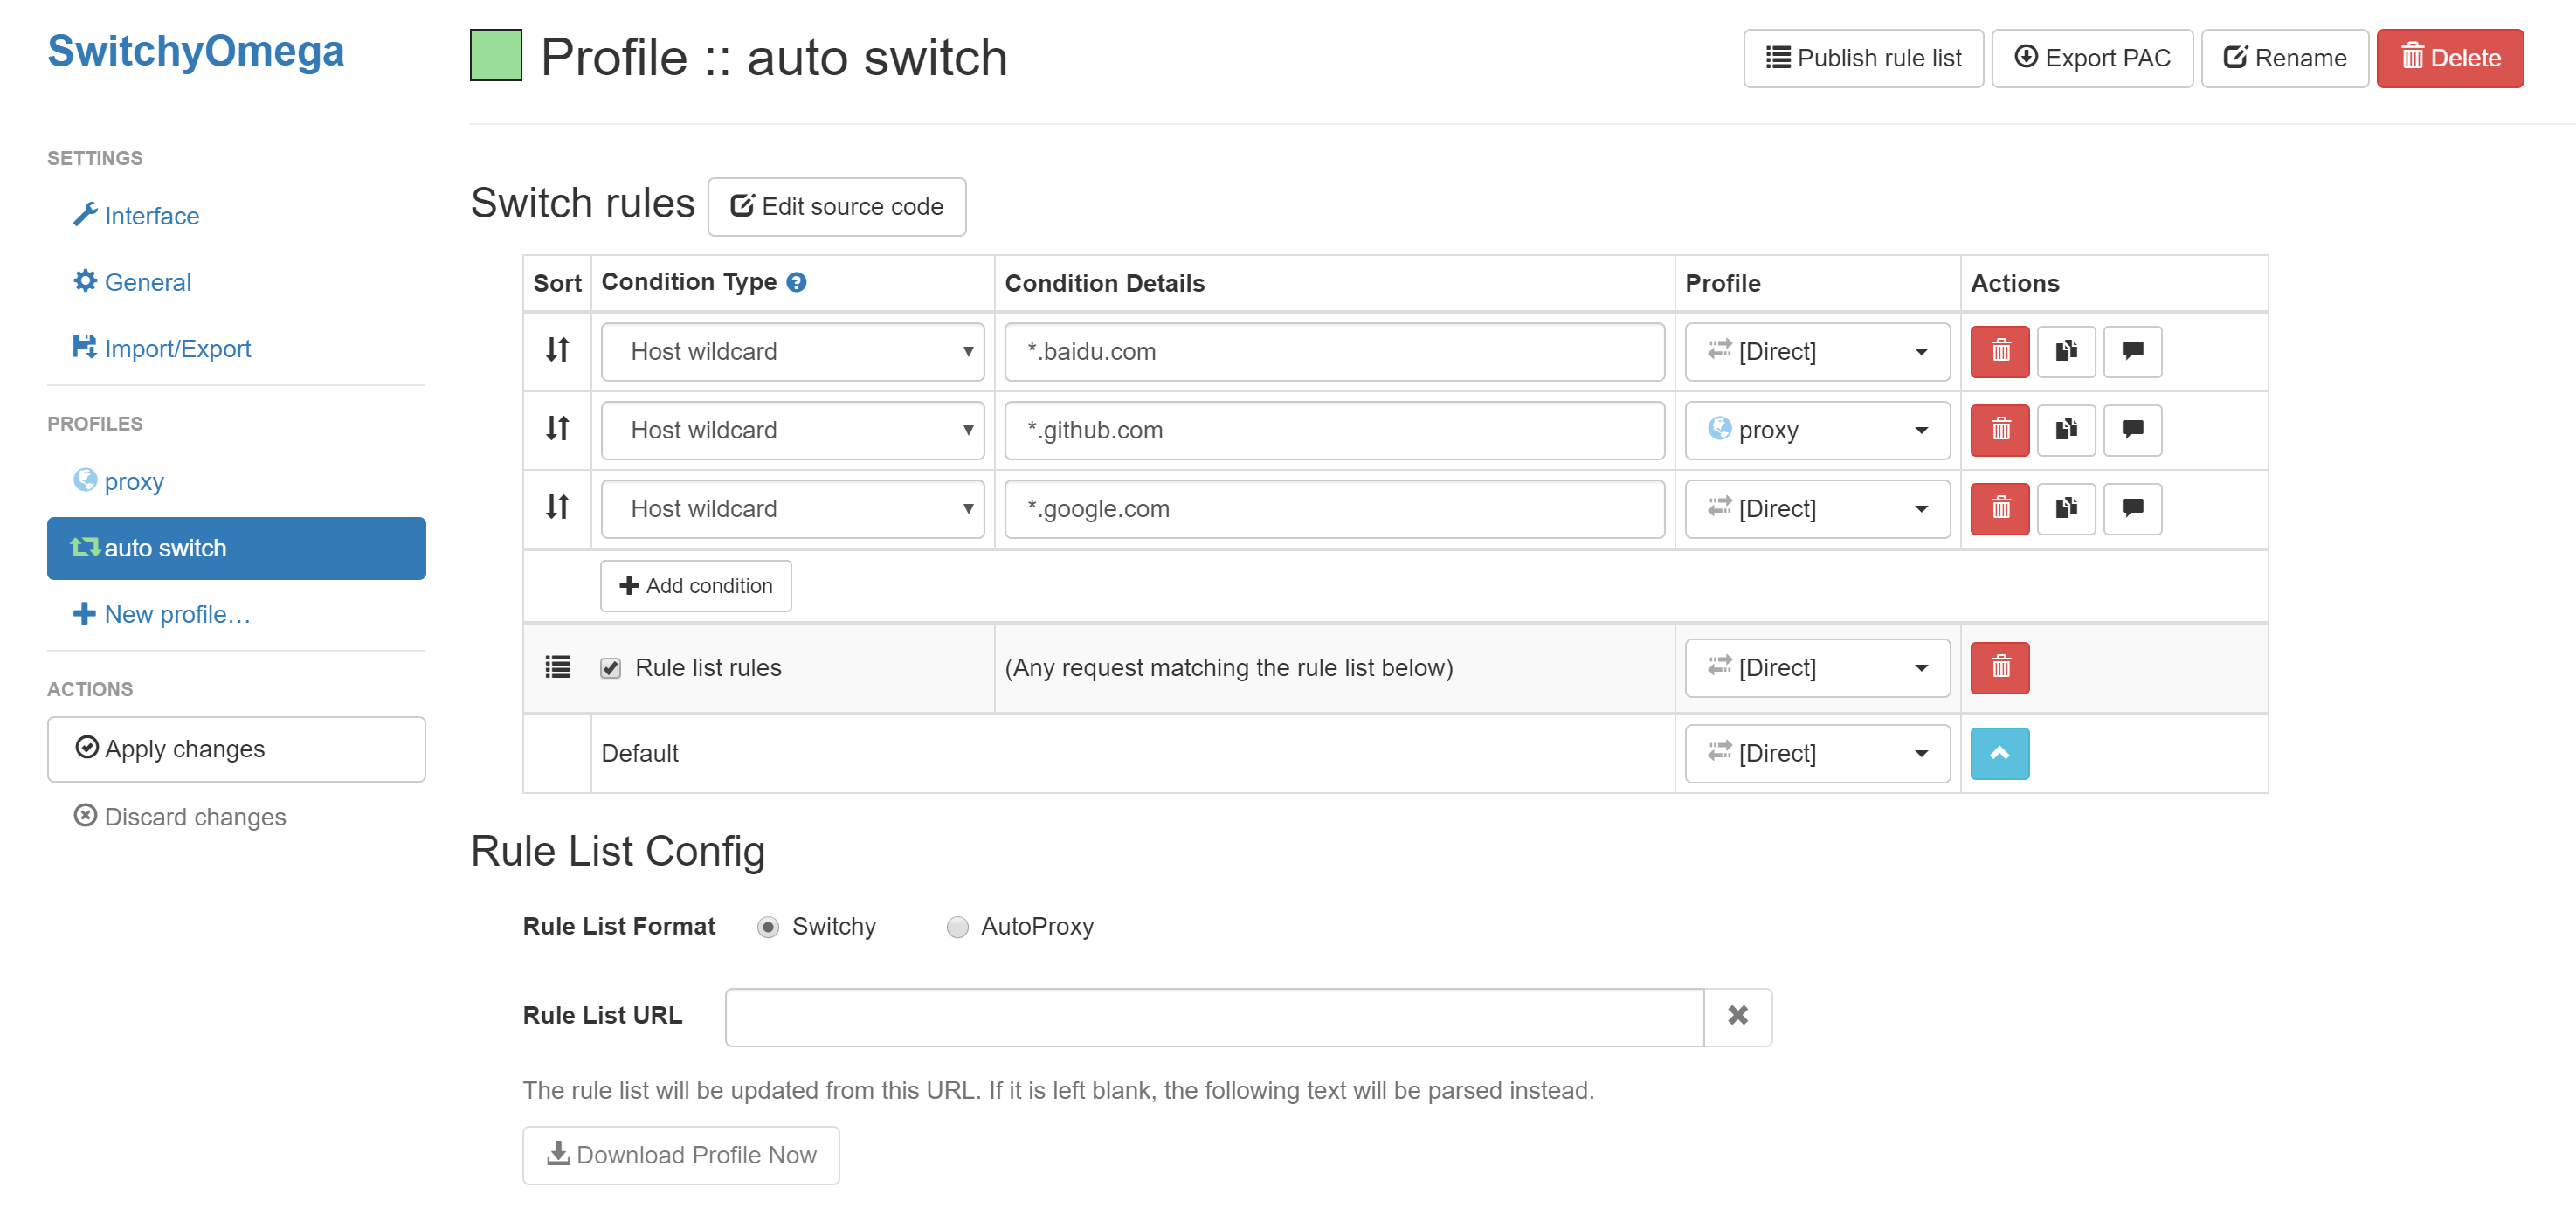 SwitchyOmega
Profile :: auto switch
Publish rule list
Export PAC
Rename
Delete
SETTINGS
Interface
General
Import/Export
PROFILES
proxy
auto switch
New profile…
ACTIONS
Apply changes
Discard changes
Switch rules
Edit source code
Sort Condition Type ? Condition Details Profile Actions
Host wildcard *.baidu.com [Direct]
Host wildcard *.github.com proxy
Host wildcard *.google.com [Direct]
Add condition
Rule list rules (Any request matching the rule list below) [Direct]
Default [Direct]
Rule List Config
Rule List Format Switchy AutoProxy
Rule List URL
The rule list will be updated from this URL. If it is left blank, the following text will be parsed instead.
Download Profile Now